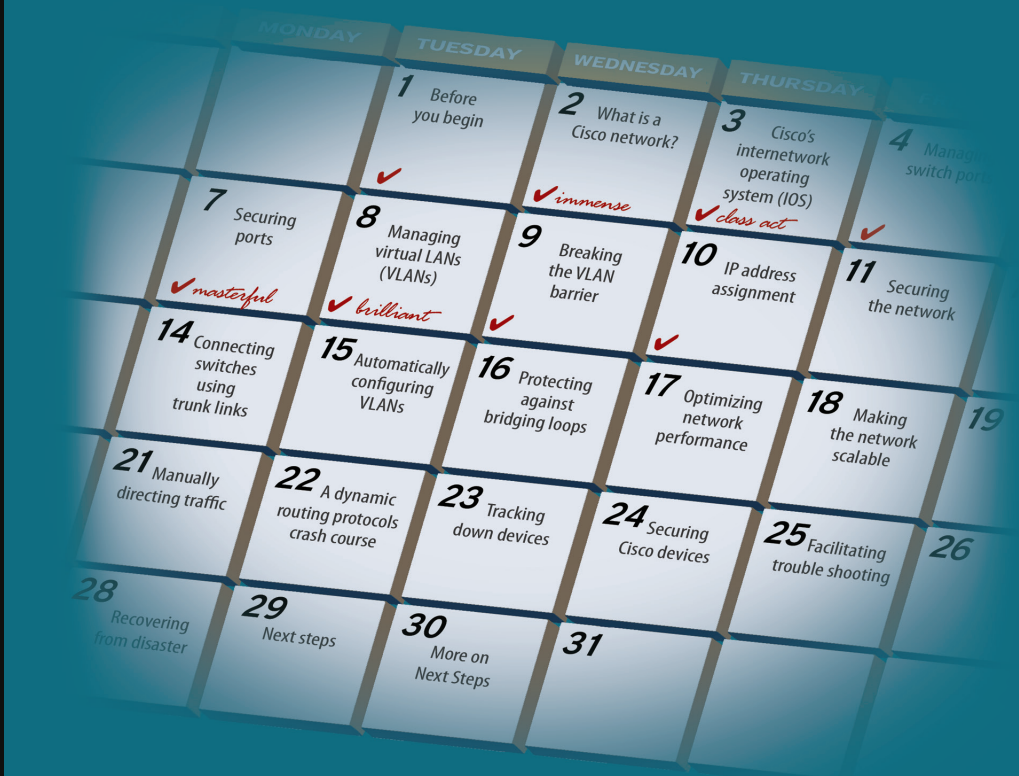 MONDAY
TUESDAY
WEDNESDAY
THURSDAY
1 Before
you begin
✓
2 What is a
Cisco network?
✓ immense
3 Cisco's
internetwork
operating
system (IOS)
✓ class act
4
switch
✓
7 Securing
ports
✓ masterful
8 Managing
virtual LANs
(VLANs)
✓ brilliant
9 Breaking
the VLAN
barrier
✓
10 IP address
assignment
✓
11 Securing
the network
14 Connecting
switches
using
trunk links
15 Automatically
configuring
VLANs
16 Protecting
against
bridging loops
17 Optimizing
network
performance
18 Making
the network
scalable
19
21 Manually
directing traffic
22 A dynamic
routing protocols
crash course
23 Tracking
down devices
24 Securing
Cisco devices
25 Facilitating
trouble shooting
26
28
Recovering
from disaster
29
Next steps
30
More on
Next Steps
31